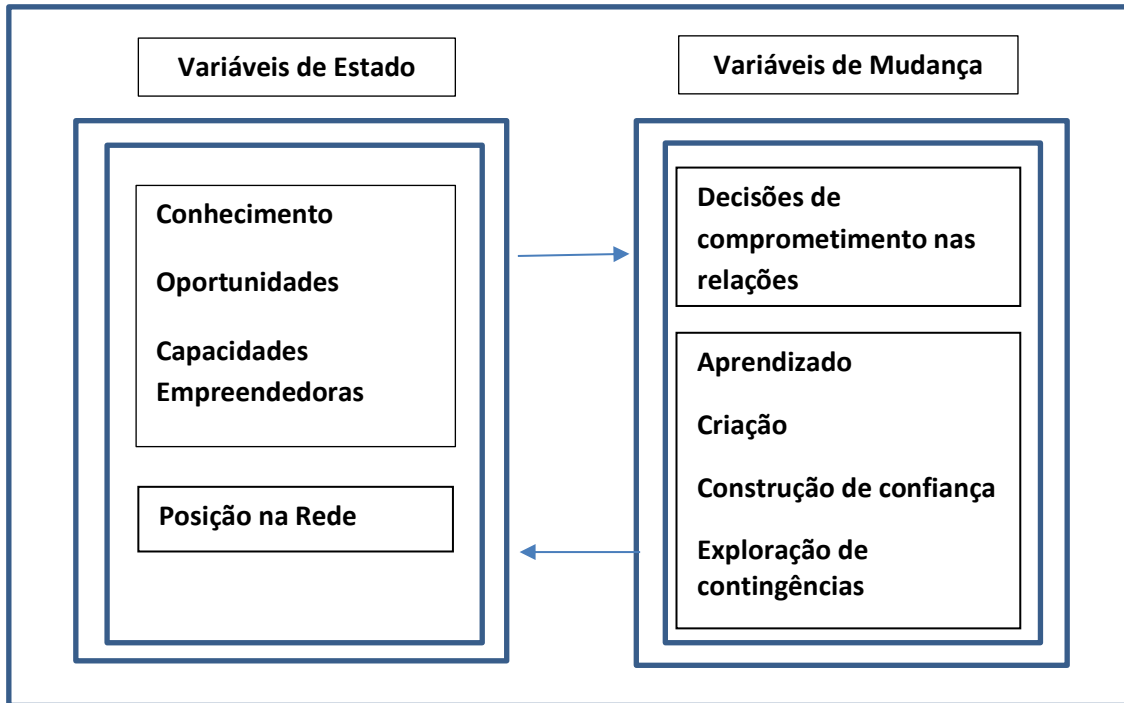 Variáveis de Estado
Conhecimento
Oportunidades
Capacidades
Empreendedoras
Posição na Rede
Variáveis de Mudança
Decisões de
comprometimento nas
relações
Aprendizado
Criação
Construção de confiança
Exploração de
contingências